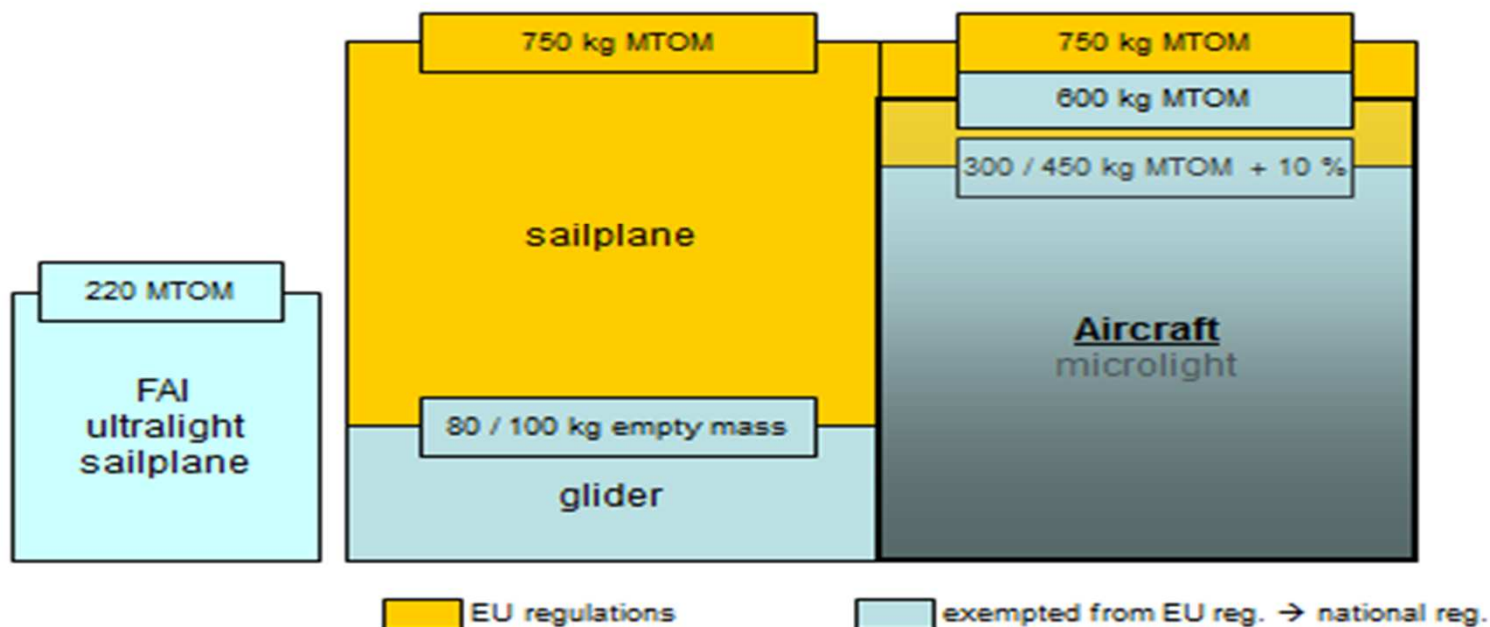 750 kg MTOM
750 kg MTOM
600 kg MTOM
300 / 450 kg MTOM + 10 %
sailplane
220 MTOM
FAI
ultralight
sailplane
Aircraft
microlight
80 / 100 kg empty mass
glider
EU regulations
exempted from EU reg. → national reg.